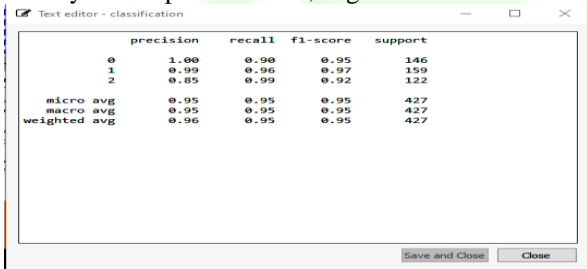 Text editor - classification
precision recall f1-score support
0 1.00 0.90 0.95 146
1 0.99 0.96 0.97 159
2 0.85 0.99 0.92 122
micro avg 0.95 0.95 0.95 427
macro avg 0.95 0.95 0.95 427
weighted avg 0.96 0.95 0.95 427
Save and Close Close